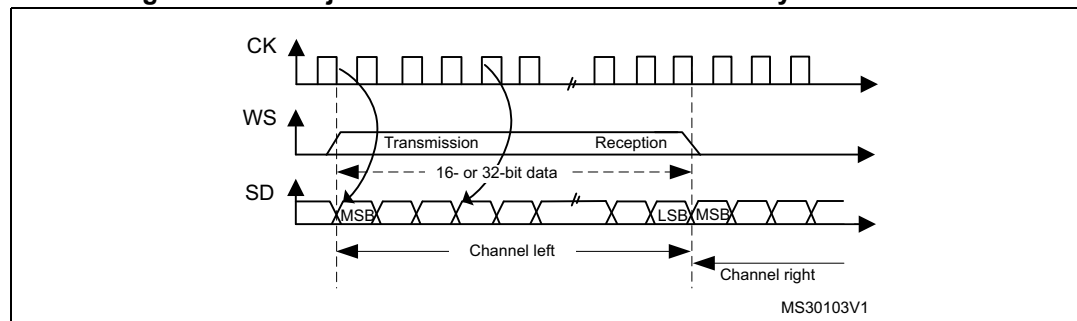 CK
WS
Transmission Reception
16- or 32-bit data
SD
MSB LSB MSB
Channel left
Channel right
MS30103V1